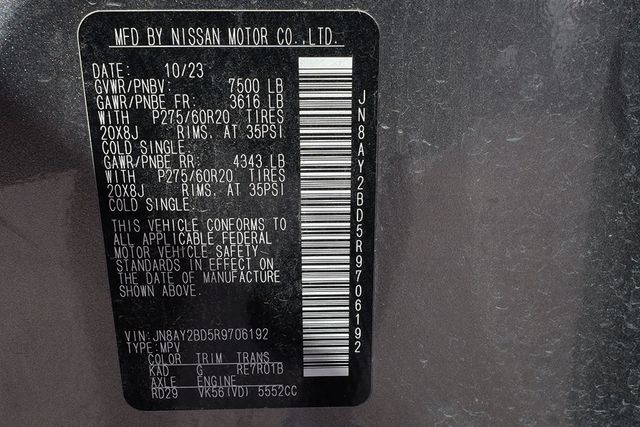 MFD BY NISSAN MOTOR CO.,LTD.
DATE: 10/23
GVWR/PNBV: 7500 LB
GAWR/PNBE FR: 3616 LB
WITH P275/60R20 TIRES
20X8J RIMS, AT 35PSI
COLD SINGLE
GAWR/PNBE RR: 4343 LB
WITH P275/60R20 TIRES
20X8J RIMS, AT 35PSI
COLD SINGLE
THIS VEHICLE CONFORMS TO
ALL APPLICABLE FEDERAL
MOTOR VEHICLE SAFETY
STANDARDS IN EFFECT ON
THE DATE OF MANUFACTURE
SHOWN ABOVE.
VIN:JN8AY2BD5R9706192
TYPE:MPV
COLOR TRIM TRANS
KAD G RE7R01B
AXLE ENGINE
RD29 VK56(VD) 5552CC
JN8AY2BD5R9706192